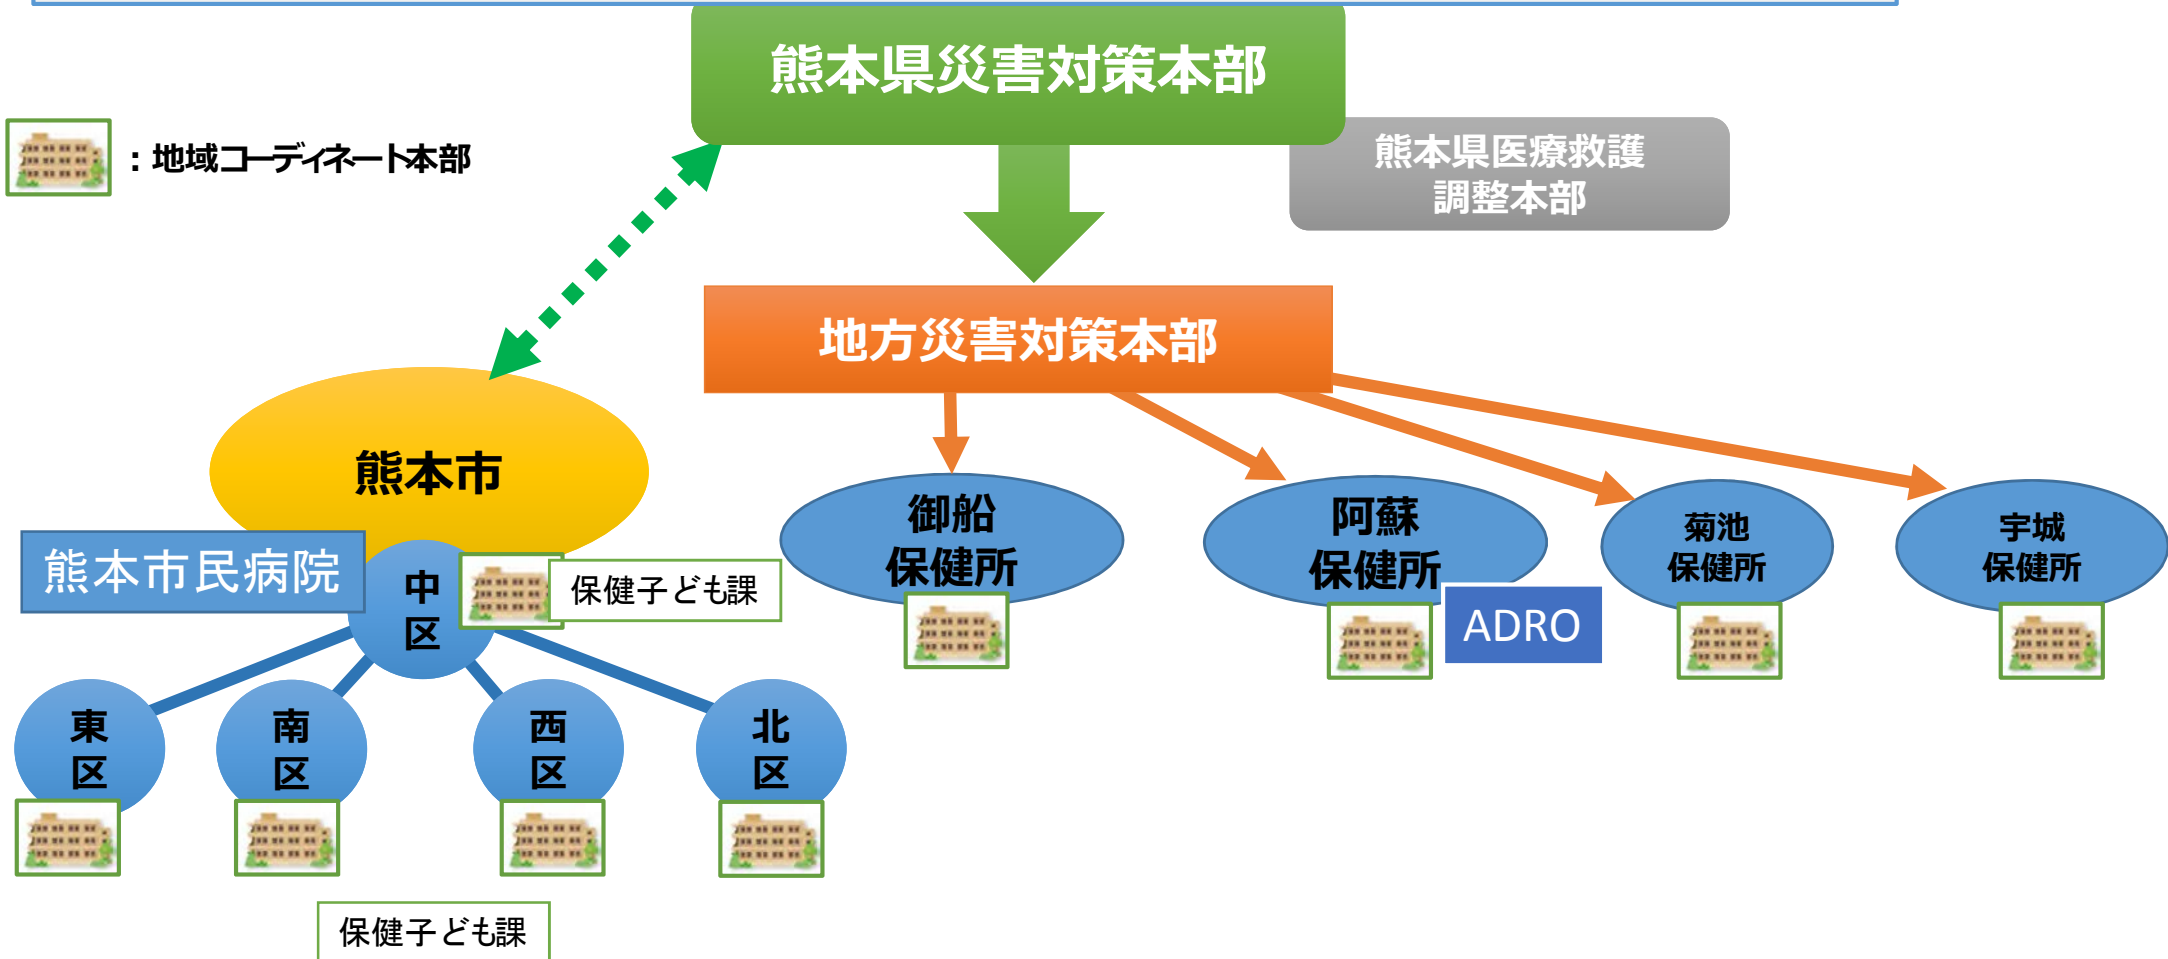 熊本県災害対策本部
：地域コーディネート本部
熊本県医療救護
調整本部
地方災害対策本部
熊本市
御船
保健所
阿蘇
保健所
菊池
保健所
宇城
保健所
熊本市民病院
中
区
保健子ども課
ADRO
東
区
南
区
西
区
北
区
保健子ども課